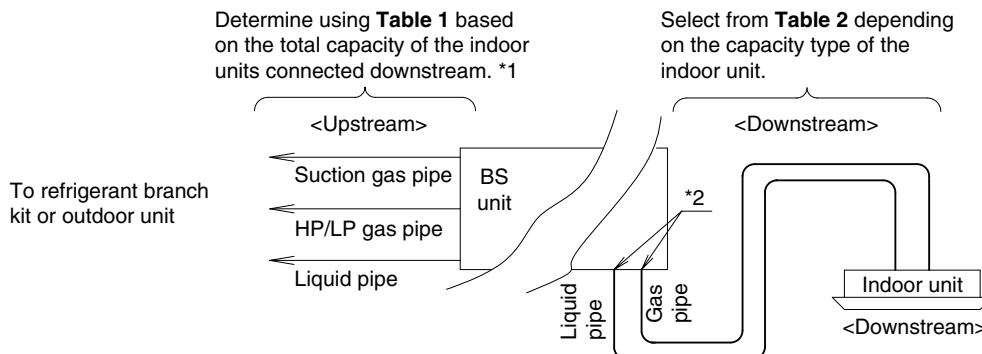 Determine using Table 1 based
on the total capacity of the indoor
units connected downstream. *1
Select from Table 2 depending
on the capacity type of the
indoor unit.
<Upstream>
<Downstream>
To refrigerant branch
kit or outdoor unit
Suction gas pipe
HP/LP gas pipe
Liquid pipe
BS
unit
*2
Liquid
pipe
Gas
pipe
Indoor unit
<Downstream>